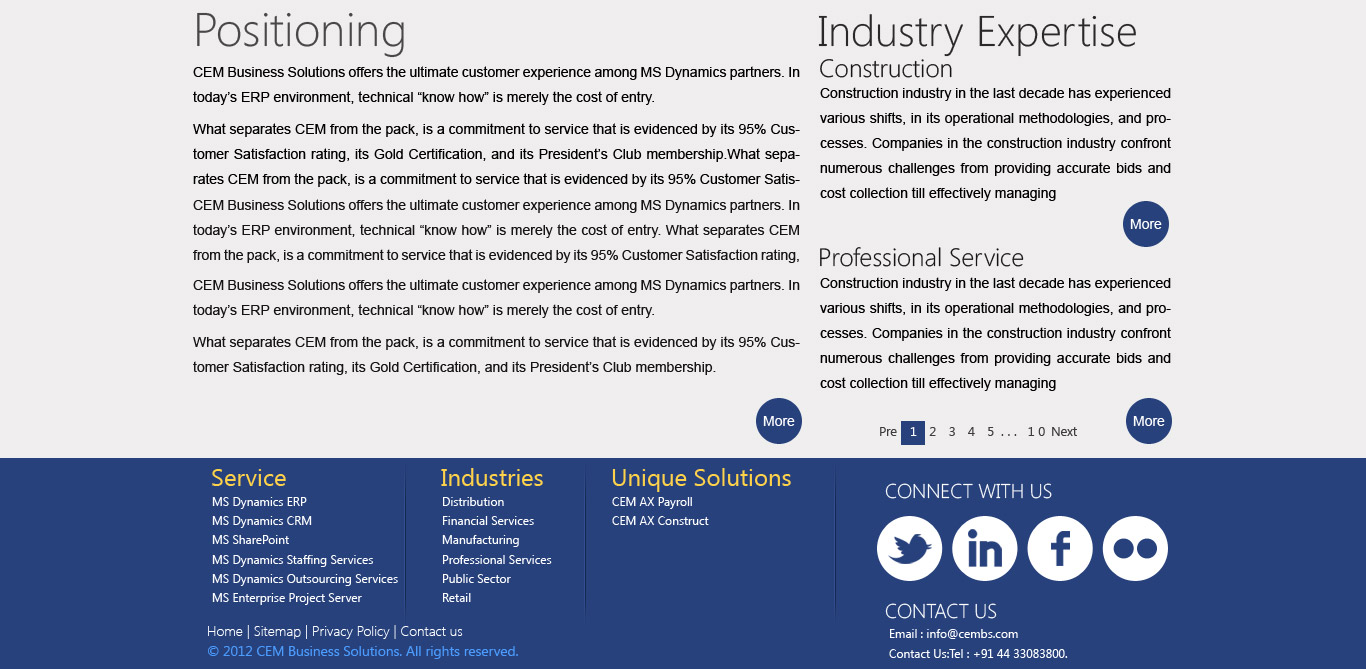 Positioning
CEM Business Solutions offers the ultimate customer experience among MS Dynamics partners. In
today’s ERP environment, technical “know how” is merely the cost of entry.
What separates CEM from the pack, is a commitment to service that is evidenced by its 95% Cus-
tomer Satisfaction rating, its Gold Certification, and its President’s Club membership.What sepa-
rates CEM from the pack, is a commitment to service that is evidenced by its 95% Customer Satis-
CEM Business Solutions offers the ultimate customer experience among MS Dynamics partners. In
today’s ERP environment, technical “know how” is merely the cost of entry. What separates CEM
from the pack, is a commitment to service that is evidenced by its 95% Customer Satisfaction rating,
CEM Business Solutions offers the ultimate customer experience among MS Dynamics partners. In
today’s ERP environment, technical “know how” is merely the cost of entry.
What separates CEM from the pack, is a commitment to service that is evidenced by its 95% Cus-
tomer Satisfaction rating, its Gold Certification, and its President’s Club membership.
More
Industry Expertise
Construction
Construction industry in the last decade has experienced
various shifts, in its operational methodologies, and pro-
cesses. Companies in the construction industry confront
numerous challenges from providing accurate bids and
cost collection till effectively managing
More
Professional Service
Construction industry in the last decade has experienced
various shifts, in its operational methodologies, and pro-
cesses. Companies in the construction industry confront
numerous challenges from providing accurate bids and
cost collection till effectively managing
Pre 1 2 3 4 5 ... 10 Next
More
Service
MS Dynamics ERP
MS Dynamics CRM
MS SharePoint
MS Dynamics Staffing Services
MS Dynamics Outsourcing Services
MS Enterprise Project Server
Industries
Distribution
Financial Services
Manufacturing
Professional Services
Public Sector
Retail
Unique Solutions
CEM AX Payroll
CEM AX Construct
CONNECT WITH US
in f
CONTACT US
Email : info@cembs.com
Contact Us:Tel : +91 44 33083800.
Home | Sitemap | Privacy Policy | Contact us
© 2012 CEM Business Solutions. All rights reserved.